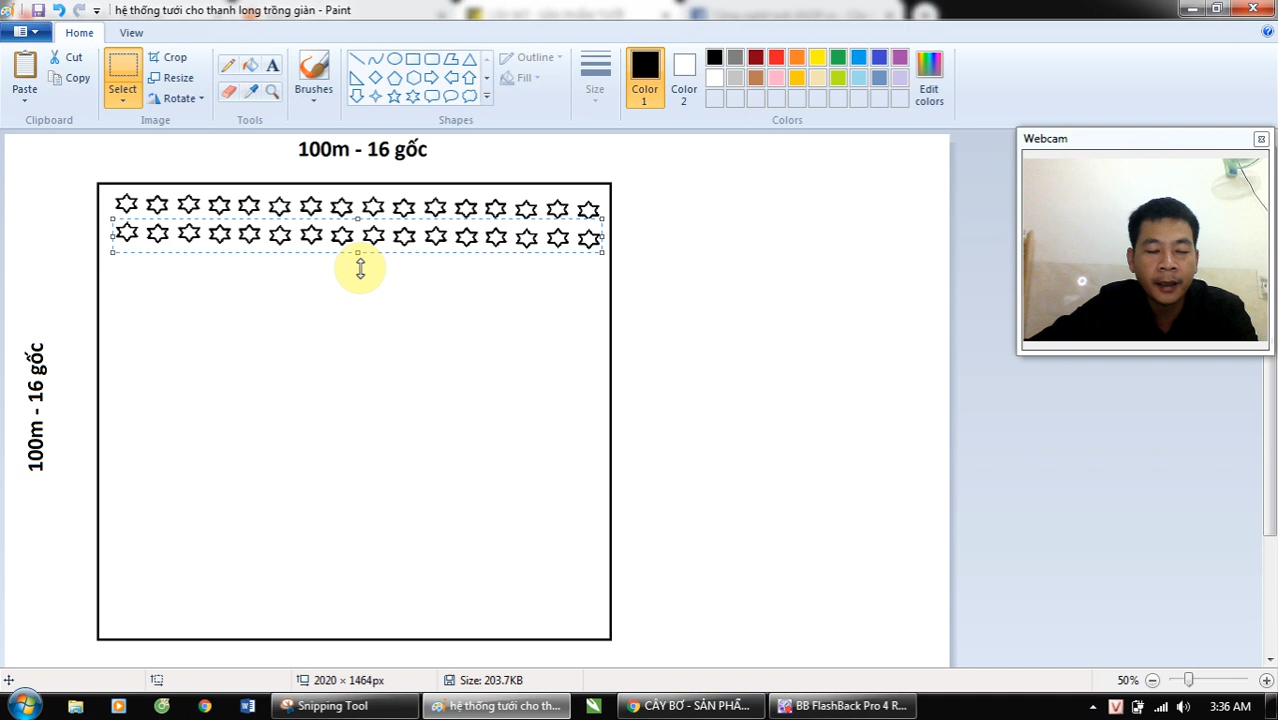 hệ thống tưới cho thanh long trồng giàn - Paint
Home
View
Paste
Cut
Copy
Clipboard
Select
Crop
Resize
Rotate
Image
Tools
Brushes
Outline
Fill
Shapes
Size
Color 1
Color 2
Edit colors
Colors
100m - 16 gốc
100m - 16 gốc
Webcam
2020 × 1464px
Size: 203.7KB
50%
Snipping Tool
hệ thống tưới cho th...
CÂY BƠ - SẢN PHẨ...
BB FlashBack Pro 4 R...
3:36 AM